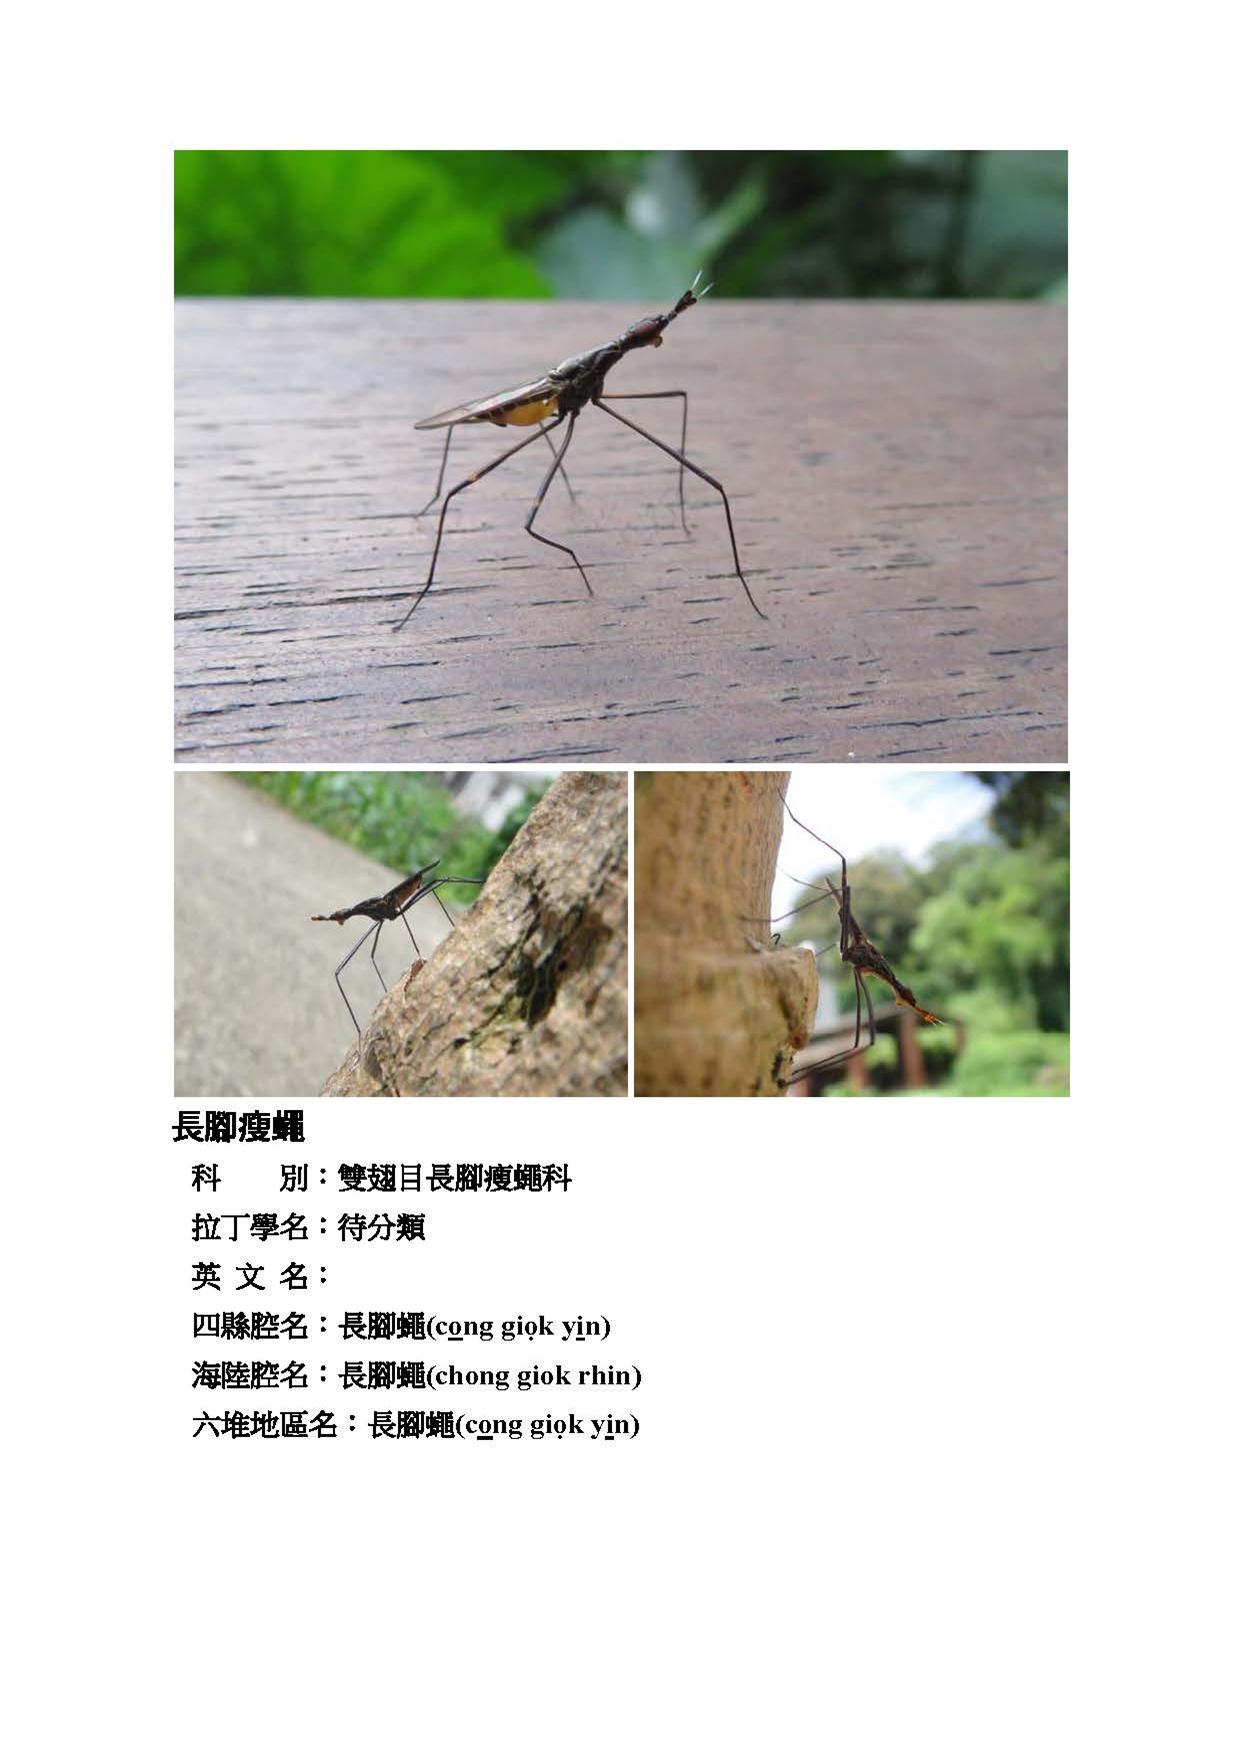 長腳瘦蠅
科　　別：雙翅目長腳瘦蠅科
拉丁學名：待分類
英 文 名：
四縣腔名：長腳蠅(co̲ng giọk yi̲n)
海陸腔名：長腳蠅(chong giok rhin)
六堆地區名：長腳蠅(co̲ng giọk yi̲n)